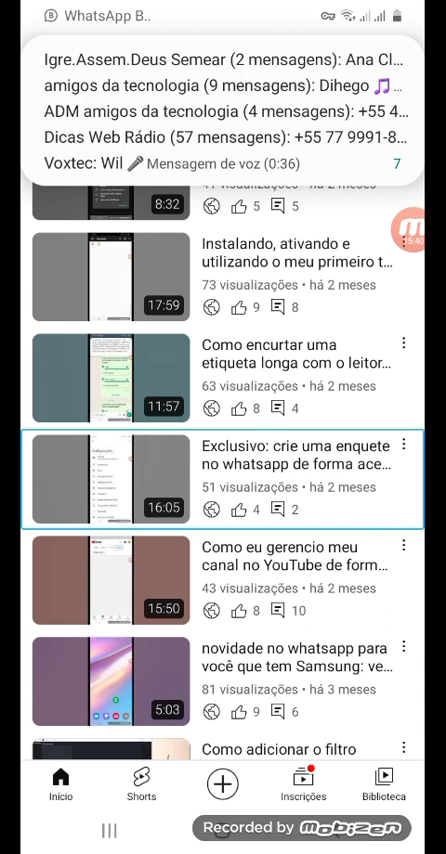 WhatsApp B..
Igre.Assem.Deus Semear (2 mensagens): Ana Cl...
amigos da tecnologia (9 mensagens): Dihego 🎵...
ADM amigos da tecnologia (4 mensagens): +55 4...
Dicas Web Rádio (57 mensagens): +55 77 9991-8...
Voxtec: Wil 🎤 Mensagem de voz (0:36) 7
há 2 meses
8:32
5 5
15:40
Instalando, ativando e
utilizando o meu primeiro t...
73 visualizações • há 2 meses
17:59
9 8
Como encurtar uma
etiqueta longa com o leitor...
63 visualizações • há 2 meses
11:57
8 4
Exclusivo: crie uma enquete
no whatsapp de forma ace...
51 visualizações • há 2 meses
16:05
4 2
Como eu gerencio meu
canal no YouTube de form...
43 visualizações • há 2 meses
15:50
8 10
novidade no whatsapp para
você que tem Samsung: ve...
81 visualizações • há 3 meses
5:03
9 6
Como adicionar o filtro
Início Shorts Inscrições Biblioteca
Recorded by mobizen